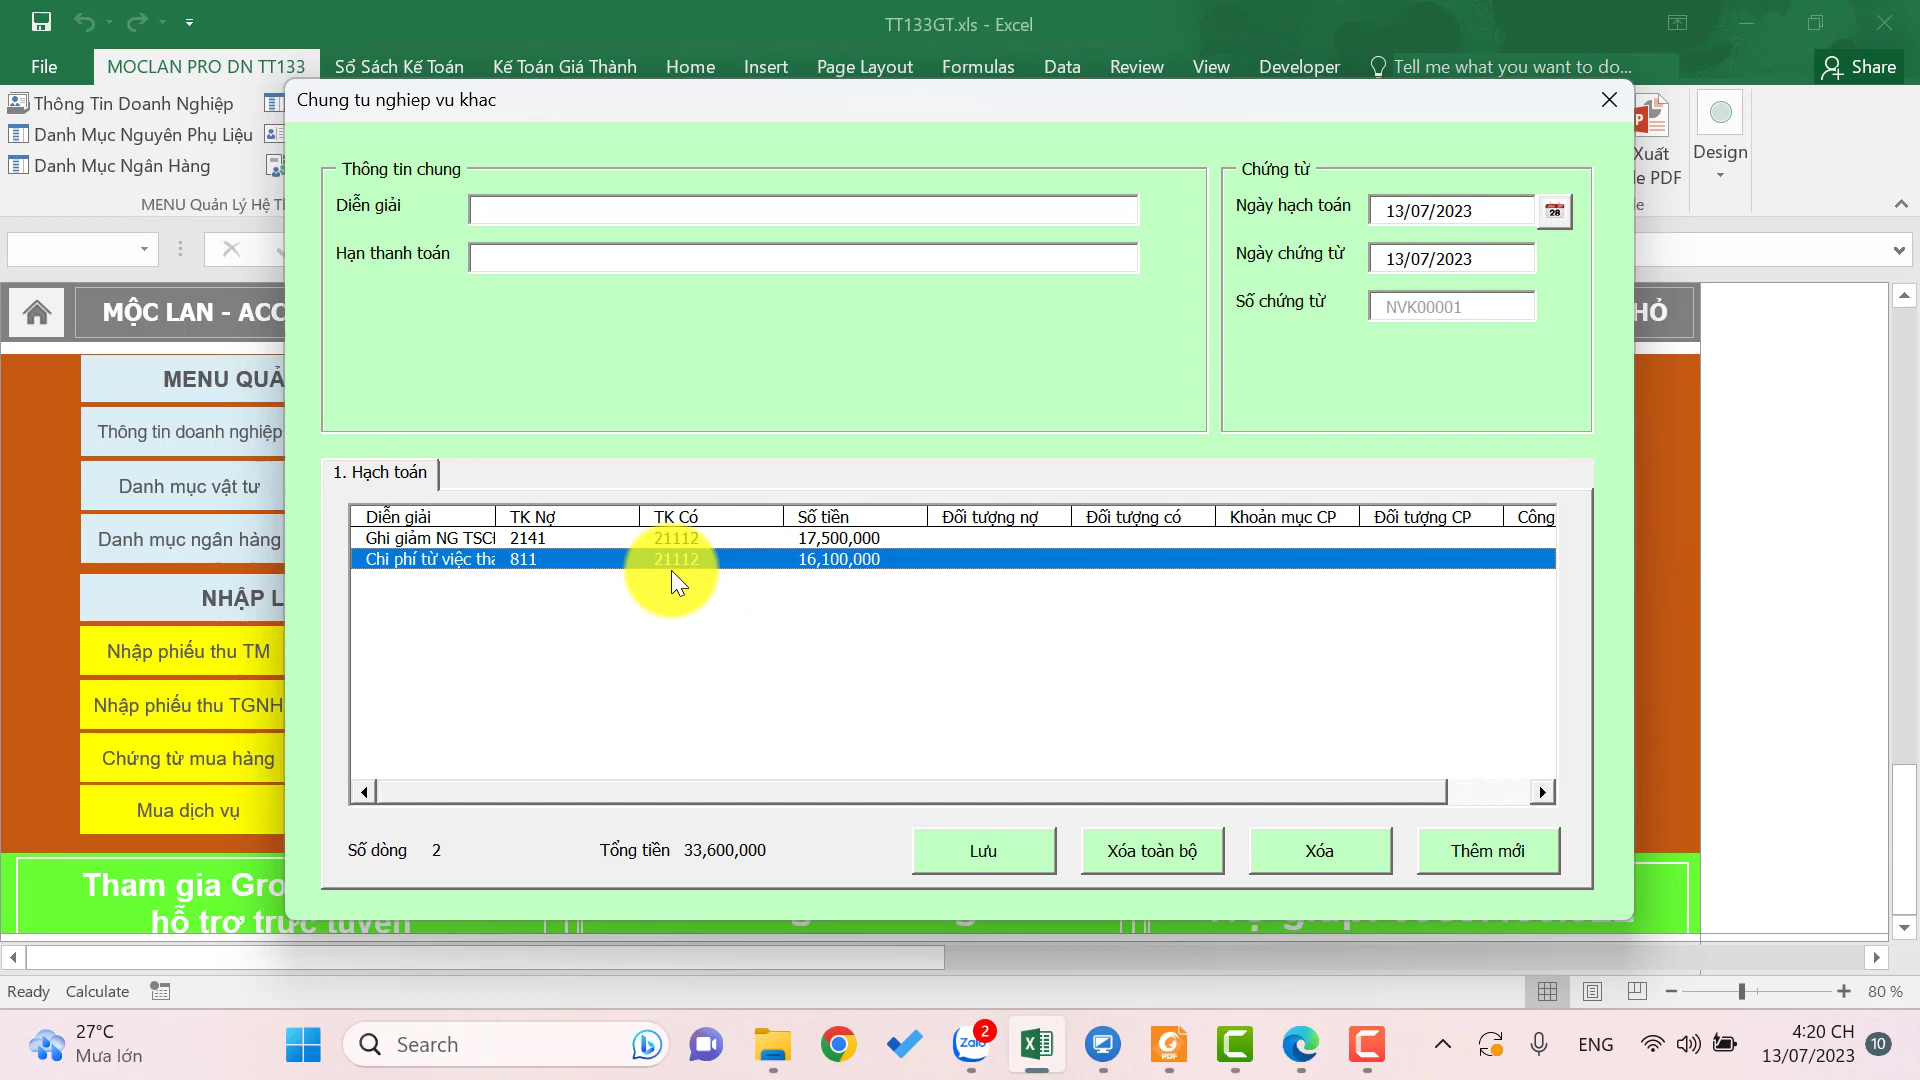 TT133GT.xls - Excel
File
MOCLAN PRO DN TT133
Sổ Sách Kế Toán
Kế Toán Giá Thành
Home
Insert
Page Layout
Formulas
Data
Review
View
Developer
Tell me what you want to do...
Share
Thông Tin Doanh Nghiệp
Danh Mục Nguyên Phụ Liệu
Danh Mục Ngân Hàng
MENU Quản Lý Hệ Th
Xuất
le PDF
Design
Chung tu nghiep vu khac
Thông tin chung
Diễn giải
Hạn thanh toán
Chứng từ
Ngày hạch toán 13/07/2023
28
Ngày chứng từ 13/07/2023
Số chứng từ NVK00001
MỘC LAN - ACC
HỎ
MENU QUẢ
Thông tin doanh nghiệp
Danh mục vật tư
Danh mục ngân hàng
NHẬP L
Nhập phiếu thu TM
Nhập phiếu thu TGNH
Chứng từ mua hàng
Mua dịch vụ
Tham gia Gro
hỗ trợ trực tuyến
1. Hạch toán
Diễn giải TK Nợ TK Có Số tiền Đối tượng nợ Đối tượng có Khoản mục CP Đối tượng CP Công
Ghi giảm NG TSCĐ 2141 21112 17,500,000
Chi phí từ việc tha 811 21112 16,100,000
Số dòng 2 Tổng tiền 33,600,000
Lưu
Xóa toàn bộ
Xóa
Thêm mới
Ready Calculate
80 %
27°C
Mưa lớn
Search
Zalo
2
PDF
ENG
4:20 CH
13/07/2023
10